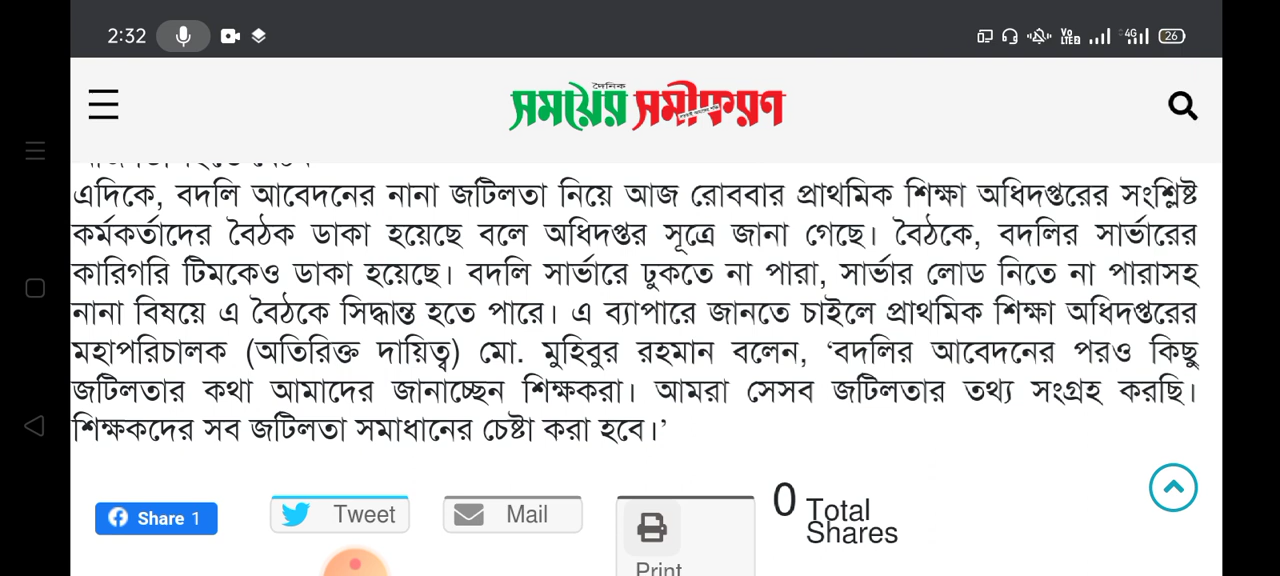 2:32
4G
26
দৈনিক
সময়ের সমীকরণ
এদিকে, বদলি আবেদনের নানা জটিলতা নিয়ে আজ রোববার প্রাথমিক শিক্ষা অধিদপ্তরের সংশ্লিষ্ট
কর্মকর্তাদের বৈঠক ডাকা হয়েছে বলে অধিদপ্তর সূত্রে জানা গেছে। বৈঠকে, বদলির সার্ভারের
কারিগরি টিমকেও ডাকা হয়েছে। বদলি সার্ভারে ঢুকতে না পারা, সার্ভার লোড নিতে না পারাসহ
নানা বিষয়ে এ বৈঠকে সিদ্ধান্ত হতে পারে। এ ব্যাপারে জানতে চাইলে প্রাথমিক শিক্ষা অধিদপ্তরের
মহাপরিচালক (অতিরিক্ত দায়িত্ব) মো. মুহিবুর রহমান বলেন, ‘বদলির আবেদনের পরও কিছু
জটিলতার কথা আমাদের জানাচ্ছেন শিক্ষকরা। আমরা সেসব জটিলতার তথ্য সংগ্রহ করছি।
শিক্ষকদের সব জটিলতা সমাধানের চেষ্টা করা হবে।’
Share 1
Tweet
Mail
Print
0 Total
Shares